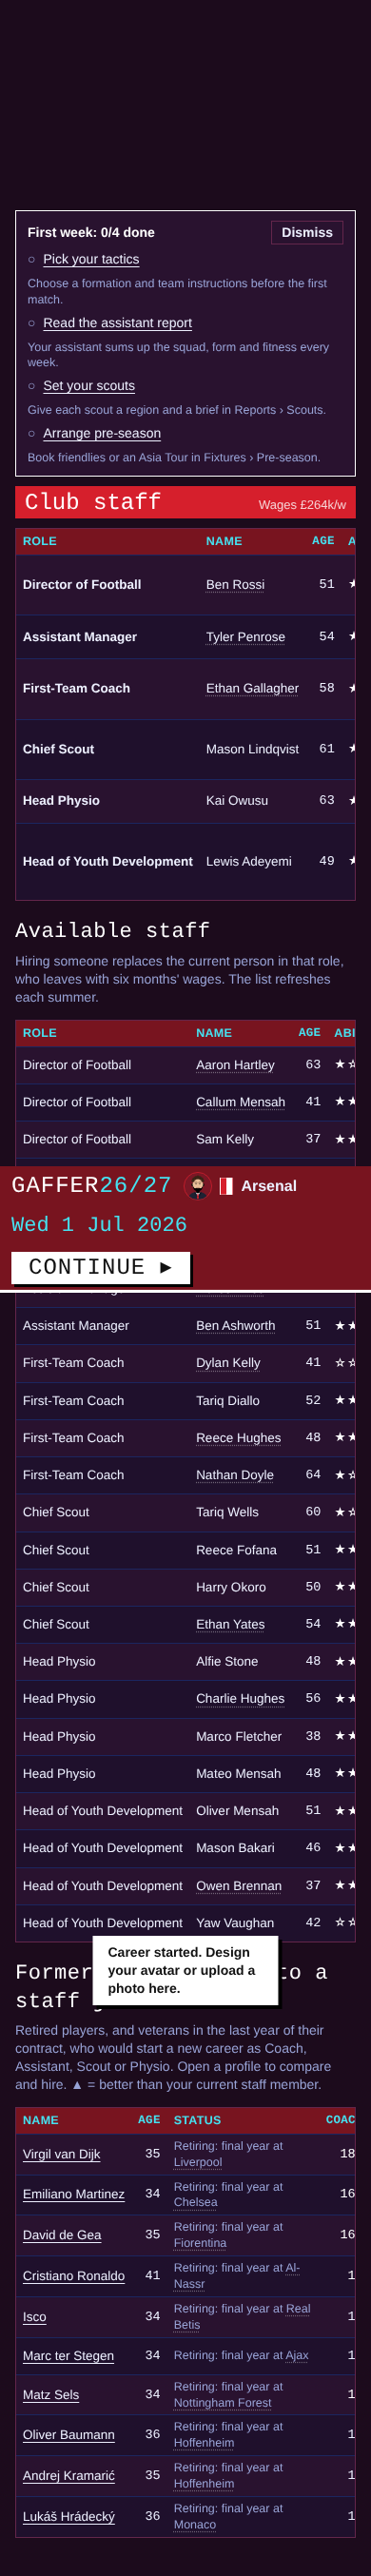 First week: 0/4 done
Dismiss
○ Pick your tactics
Choose a formation and team instructions before the first
match.
○ Read the assistant report
Your assistant sums up the squad, form and fitness every
week.
○ Set your scouts
Give each scout a region and a brief in Reports › Scouts.
○ Arrange pre-season
Book friendlies or an Asia Tour in Fixtures › Pre-season.
Club staff Wages £264k/w
ROLE NAME AGE A
Director of Football Ben Rossi 51 ★
Assistant Manager Tyler Penrose 54 ★
First-Team Coach Ethan Gallagher 58 ★
Chief Scout Mason Lindqvist 61 ★
Head Physio Kai Owusu 63 ★
Head of Youth Development Lewis Adeyemi 49 ★
Available staff
Hiring someone replaces the current person in that role,
who leaves with six months' wages. The list refreshes
each summer.
ROLE NAME AGE ABI
Director of Football Aaron Hartley 63 ★☆
Director of Football Callum Mensah 41 ★★
Director of Football Sam Kelly 37 ★★
GAFFER26/27 Arsenal
Wed 1 Jul 2026
CONTINUE ►
Assistant Manager Ben Ashworth 51 ★★
First-Team Coach Dylan Kelly 41 ☆☆
First-Team Coach Tariq Diallo 52 ★★
First-Team Coach Reece Hughes 48 ★★
First-Team Coach Nathan Doyle 64 ★☆
Chief Scout Tariq Wells 60 ★☆
Chief Scout Reece Fofana 51 ★★
Chief Scout Harry Okoro 50 ★★
Chief Scout Ethan Yates 54 ★★
Head Physio Alfie Stone 48 ★★
Head Physio Charlie Hughes 56 ★★
Head Physio Marco Fletcher 38 ★★
Head Physio Mateo Mensah 48 ★★
Head of Youth Development Oliver Mensah 51 ★★
Head of Youth Development Mason Bakari 46 ★★
Head of Youth Development Owen Brennan 37 ★★
Head of Youth Development Yaw Vaughan 42 ☆☆
Career started. Design
your avatar or upload a
photo here.
Former to a
staff
Retired players, and veterans in the last year of their
contract, who would start a new career as Coach,
Assistant, Scout or Physio. Open a profile to compare
and hire. ▲ = better than your current staff member.
NAME AGE STATUS COAC
Virgil van Dijk 35 Retiring: final year at Liverpool 18
Emiliano Martinez 34 Retiring: final year at Chelsea 16
David de Gea 35 Retiring: final year at Fiorentina 16
Cristiano Ronaldo 41 Retiring: final year at Al-Nassr 1
Isco 34 Retiring: final year at Real Betis 1
Marc ter Stegen 34 Retiring: final year at Ajax 1
Matz Sels 34 Retiring: final year at Nottingham Forest 1
Oliver Baumann 36 Retiring: final year at Hoffenheim 1
Andrej Kramarić 35 Retiring: final year at Hoffenheim 1
Lukáš Hrádecký 36 Retiring: final year at Monaco 1